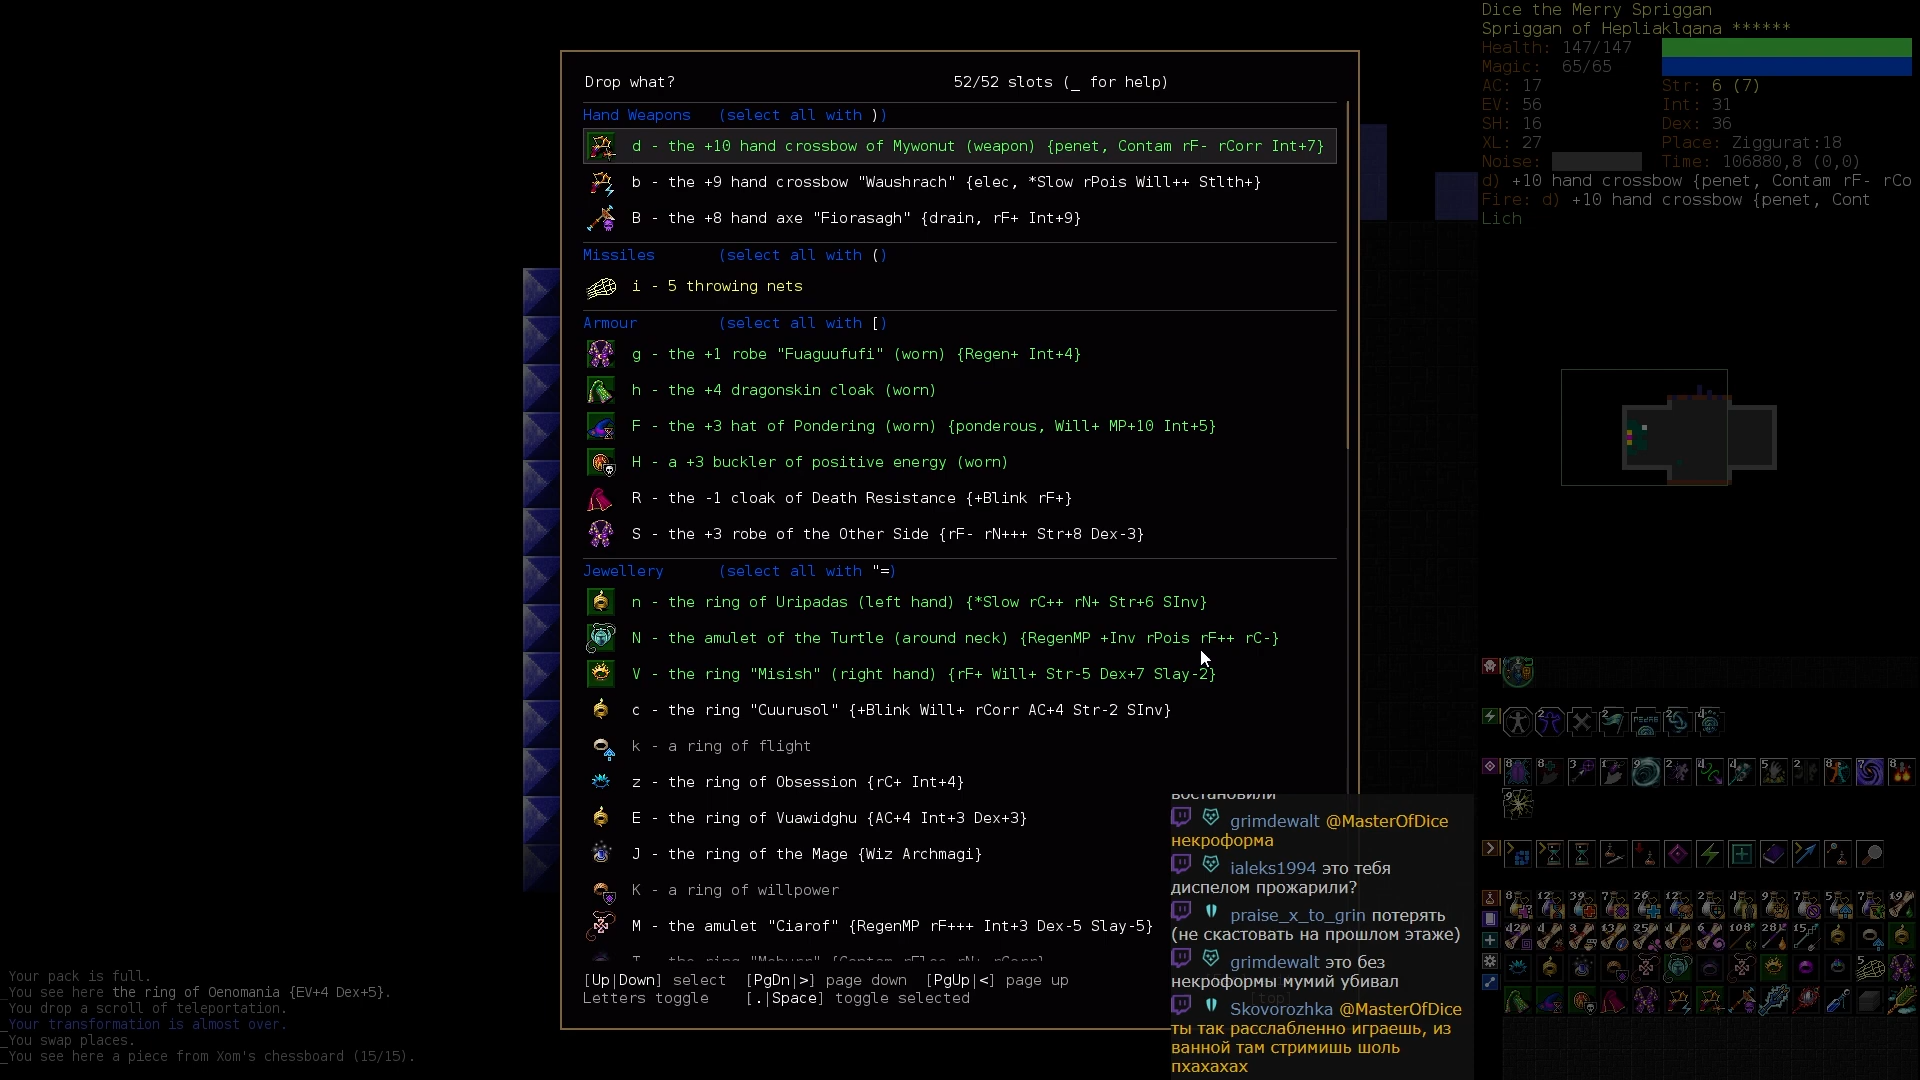 Drop what? 52/52 slots (_ for help)
Hand Weapons (select all with ))
d - the +10 hand crossbow of Mywonut (weapon) {penet, Contam rF- rCorr Int+7}
b - the +9 hand crossbow "Waushrach" {elec, *Slow rPois Will++ Stlth+}
B - the +8 hand axe "Fiorasagh" {drain, rF+ Int+9}
Missiles (select all with ()
i - 5 throwing nets
Armour (select all with [)
g - the +1 robe "Fuaguufufi" (worn) {Regen+ Int+4}
h - the +4 dragonskin cloak (worn)
F - the +3 hat of Pondering (worn) {ponderous, Will+ MP+10 Int+5}
H - a +3 buckler of positive energy (worn)
R - the -1 cloak of Death Resistance {+Blink rF+}
S - the +3 robe of the Other Side {rF- rN+++ Str+8 Dex-3}
Jewellery (select all with "=)
n - the ring of Uripadas (left hand) {*Slow rC++ rN+ Str+6 SInv}
N - the amulet of the Turtle (around neck) {RegenMP +Inv rPois rF++ rC-}
V - the ring "Misish" (right hand) {rF+ Will+ Str-5 Dex+7 Slay-2}
c - the ring "Cuurusol" {+Blink Will+ rCorr AC+4 Str-2 SInv}
k - a ring of flight
z - the ring of Obsession {rC+ Int+4}
E - the ring of Vuawidghu {AC+4 Int+3 Dex+3}
J - the ring of the Mage {Wiz Archmagi}
K - a ring of willpower
M - the amulet "Ciarof" {RegenMP rF+++ Int+3 Dex-5 Slay-5}
[Up|Down] select [PgDn|>] page down [PgUp|<] page up
Letters toggle [.|Space] toggle selected
[top]
Dice the Merry Spriggan
Spriggan of Hepliaklqana ******
Health: 147/147
Magic: 65/65
AC: 17 Str: 6 (7)
EV: 56 Int: 31
SH: 16 Dex: 36
XL: 27 Place: Ziggurat:18
Noise: Time: 106880,8 (0,0)
d) +10 hand crossbow {penet, Contam rF- rCo
Fire: d) +10 hand crossbow {penet, Cont
Lich
Your pack is full.
_You see here the ring of Oenomania {EV+4 Dex+5}.
_You drop a scroll of teleportation.
_Your transformation is almost over.
_You swap places.
_You see here a piece from Xom's chessboard (15/15).
востановили
grimdewalt @MasterOfDice
некроформа
ialeks1994 это тебя
диспелом прожарили?
praise_x_to_grin потерять
(не скастовать на прошлом этаже)
grimdewalt это без
некроформы мумий убивал
Skovorozhka @MasterOfDice
ты так расслабленно играешь, из
ванной там стримишь шоль
пхахахах